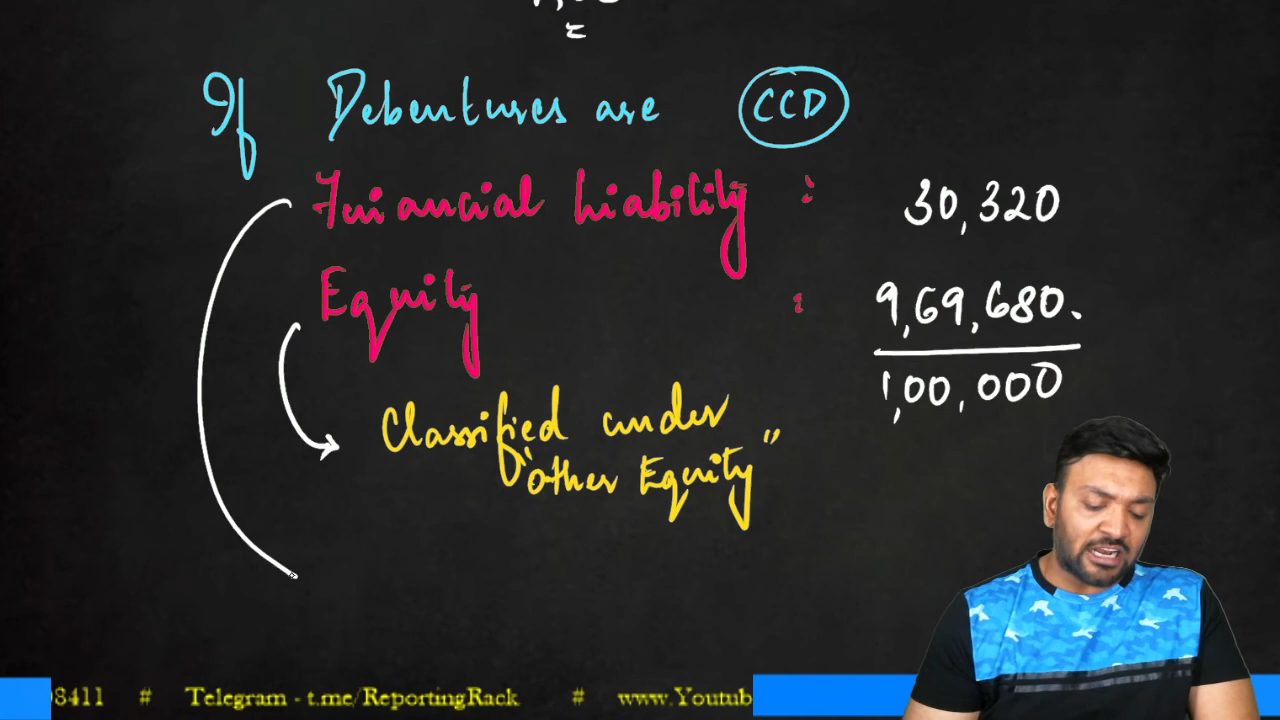 If Debentures are CCD
Financial Liability : 30,320
Equity : 9,69,680.
1,00,000
Classified under
"other Equity"
08411 # Telegram - t.me/ReportingRack # www.Youtub